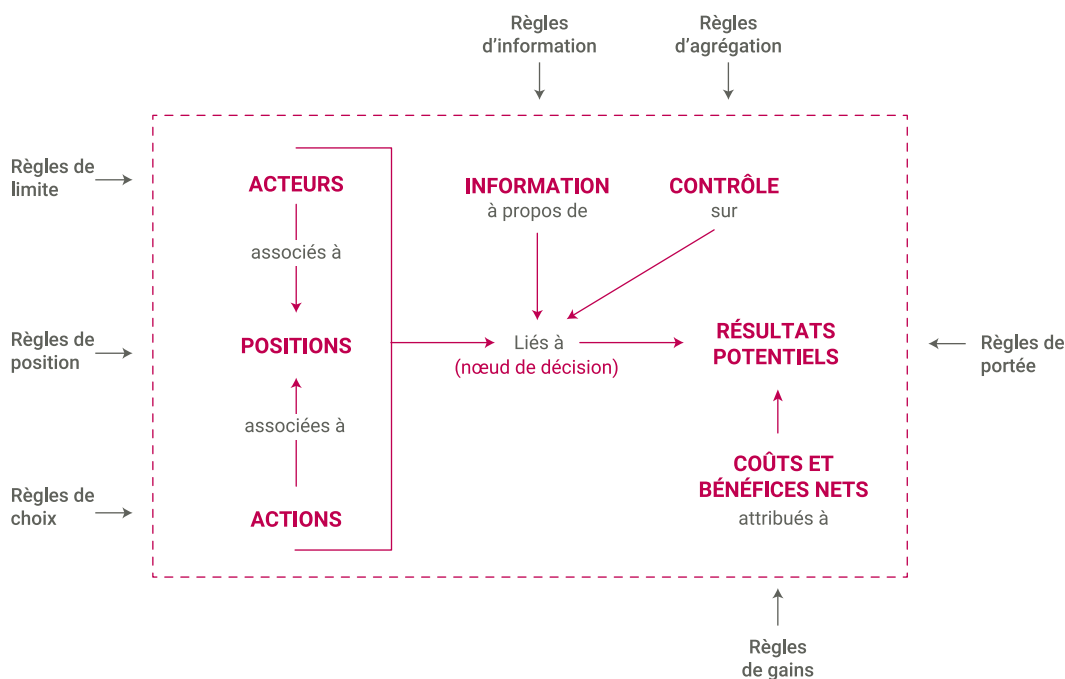 Règles
d’information
Règles
d’agrégation
Règles de
limite
ACTEURS
INFORMATION
à propos de
CONTRÔLE
sur
associés à
Règles de
position
POSITIONS
Liés à
(nœud de décision)
RÉSULTATS
POTENTIELS
Règles de
portée
associées à
COÛTS ET
BÉNÉFICES NETS
attribués à
Règles de
choix
ACTIONS
Règles
de gains